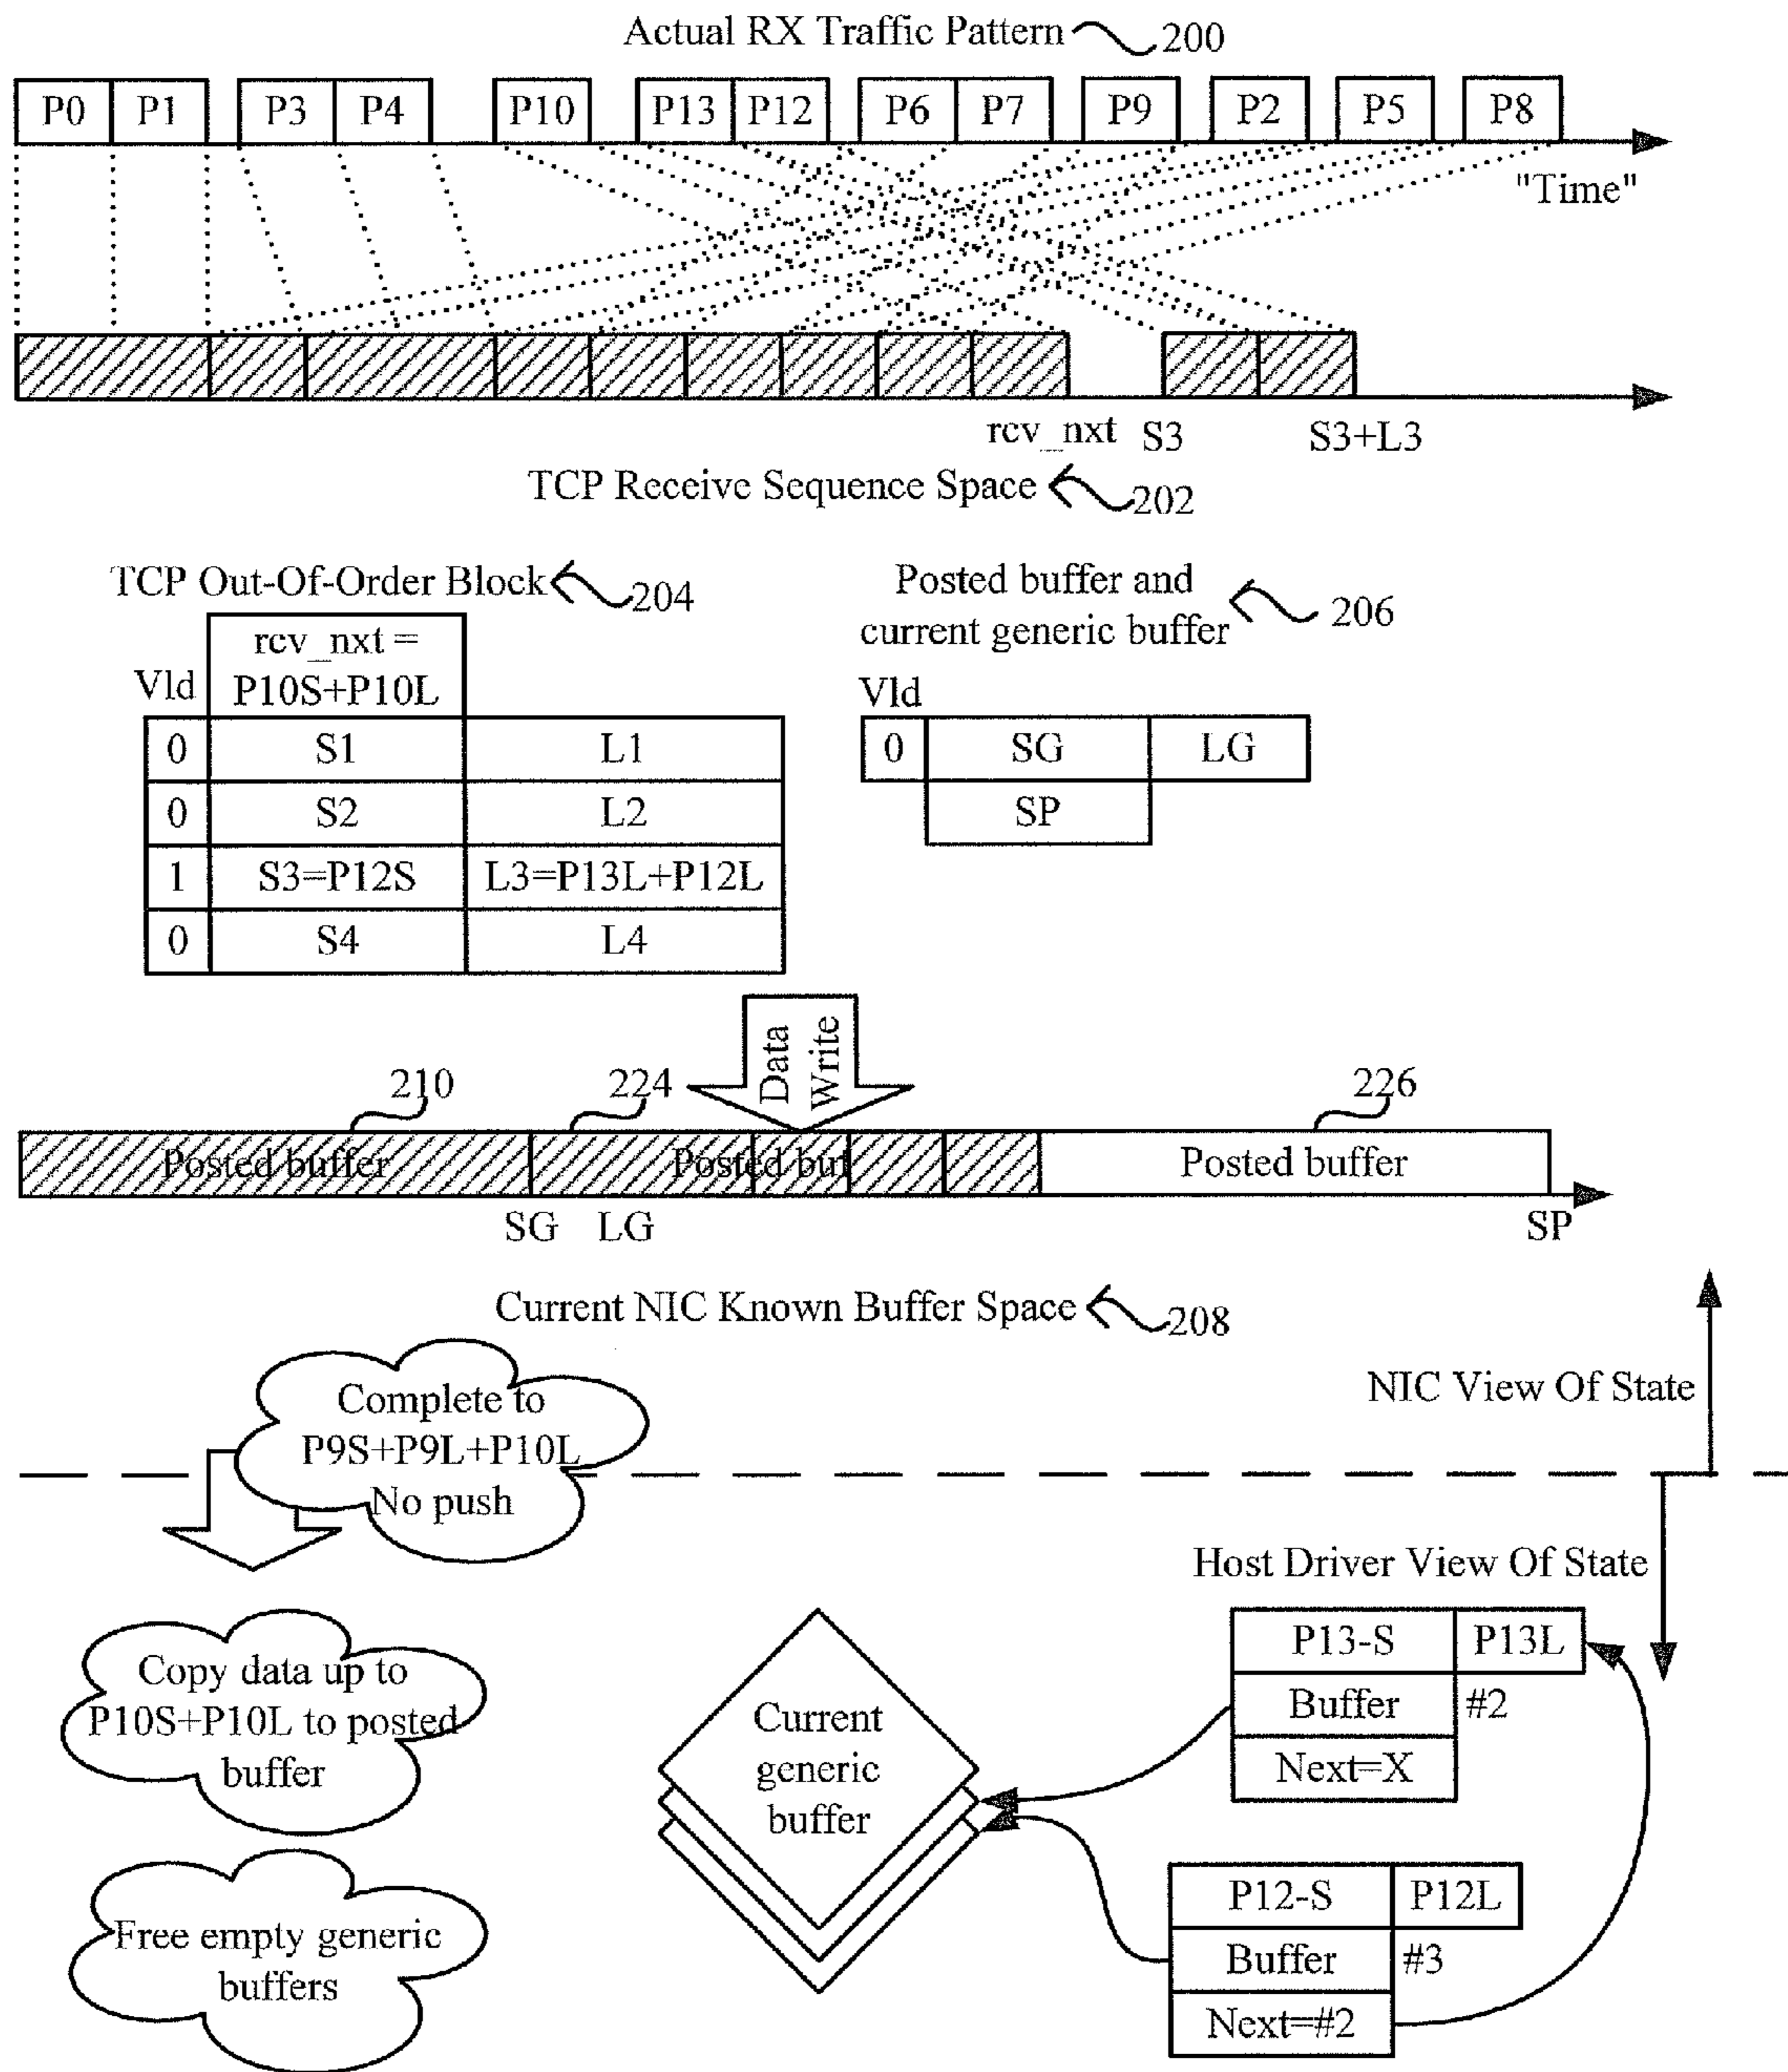 Actual RX Traffic Pattern 200
P0 P1 P3 P4 P10 P13 P12 P6 P7 P9 P2 P5 P8
"Time"
rcv_nxt S3 S3+L3
TCP Receive Sequence Space 202
TCP Out-Of-Order Block 204
Posted buffer and
current generic buffer 206
rcv_nxt =
Vld P10S+P10L
0 S1 L1
0 S2 L2
1 S3=P12S L3=P13L+P12L
0 S4 L4
Vld
0 SG LG
SP
Data
Write
210 224 226
Posted buffer Posted buf Posted buffer
SG LG SP
Current NIC Known Buffer Space 208
Complete to
P9S+P9L+P10L
No push
NIC View Of State
Host Driver View Of State
Copy data up to
P10S+P10L to posted
buffer
Free empty generic
buffers
Current
generic
buffer
P13-S P13L
Buffer #2
Next=X
P12-S P12L
Buffer #3
Next=#2